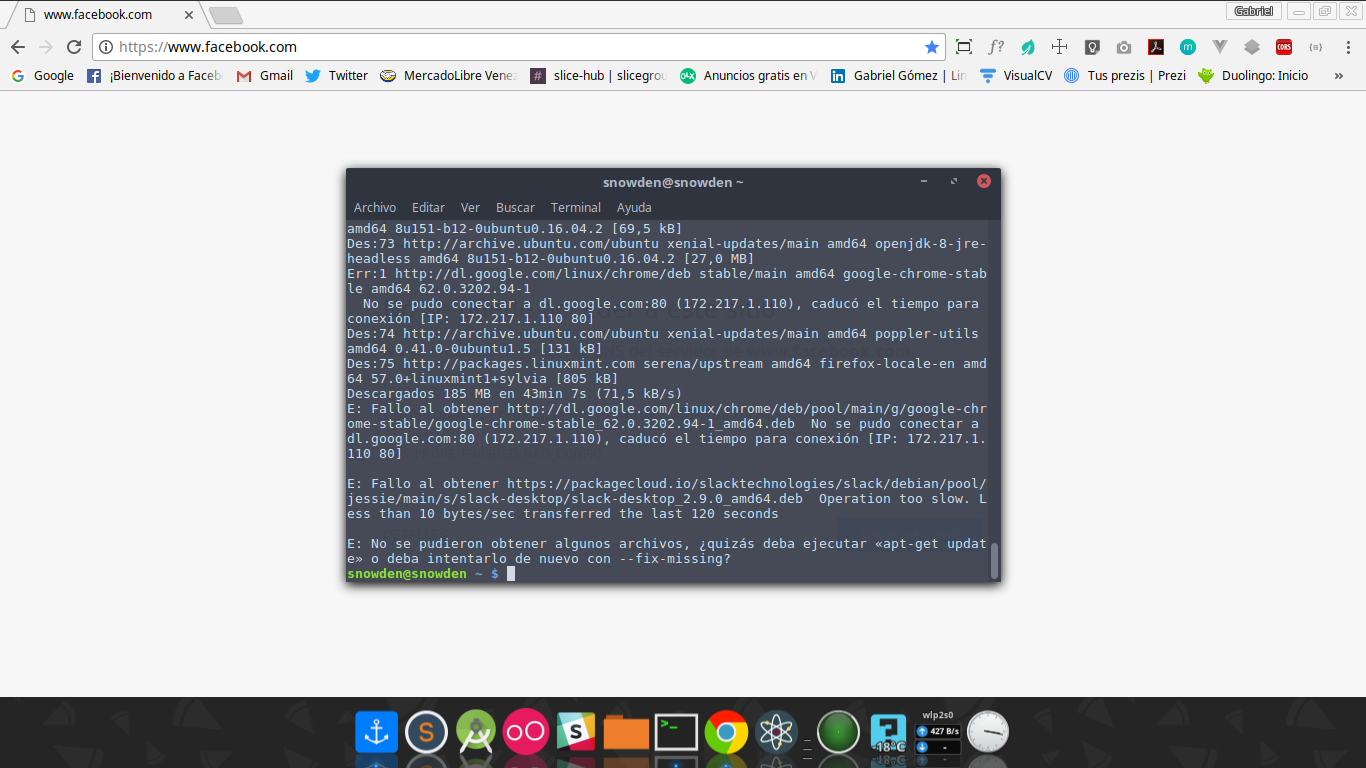 www.facebook.com
Gabriel
https://www.facebook.com
f?
m
CORS
Google
¡Bienvenido a Faceb
Gmail
Twitter
MercadoLibre Venez
slice-hub | slicegrou
Anuncios gratis en V
Gabriel Gómez | Lin
VisualCV
Tus prezis | Prezi
Duolingo: Inicio
»
snowden@snowden ~
Archivo Editar Ver Buscar Terminal Ayuda
amd64 8u151-b12-0ubuntu0.16.04.2 [69,5 kB]
Des:73 http://archive.ubuntu.com/ubuntu xenial-updates/main amd64 openjdk-8-jre-
headless amd64 8u151-b12-0ubuntu0.16.04.2 [27,0 MB]
Err:1 http://dl.google.com/linux/chrome/deb stable/main amd64 google-chrome-stab
le amd64 62.0.3202.94-1
No se pudo conectar a dl.google.com:80 (172.217.1.110), caducó el tiempo para
conexión [IP: 172.217.1.110 80]
Des:74 http://archive.ubuntu.com/ubuntu xenial-updates/main amd64 poppler-utils
amd64 0.41.0-0ubuntu1.5 [131 kB]
Des:75 http://packages.linuxmint.com serena/upstream amd64 firefox-locale-en amd
64 57.0+linuxmint1+sylvia [805 kB]
Descargados 185 MB en 43min 7s (71,5 kB/s)
E: Fallo al obtener http://dl.google.com/linux/chrome/deb/pool/main/g/google-chr
ome-stable/google-chrome-stable_62.0.3202.94-1_amd64.deb  No se pudo conectar a
dl.google.com:80 (172.217.1.110), caducó el tiempo para conexión [IP: 172.217.1.
110 80]
E: Fallo al obtener https://packagecloud.io/slacktechnologies/slack/debian/pool/
jessie/main/s/slack-desktop/slack-desktop_2.9.0_amd64.deb  Operation too slow. L
ess than 10 bytes/sec transferred the last 120 seconds
E: No se pudieron obtener algunos archivos, ¿quizás deba ejecutar «apt-get updat
e» o deba intentarlo de nuevo con --fix-missing?
snowden@snowden ~ $
S
S
>_
?
-18°C
wlp2s0
427 B/s
-